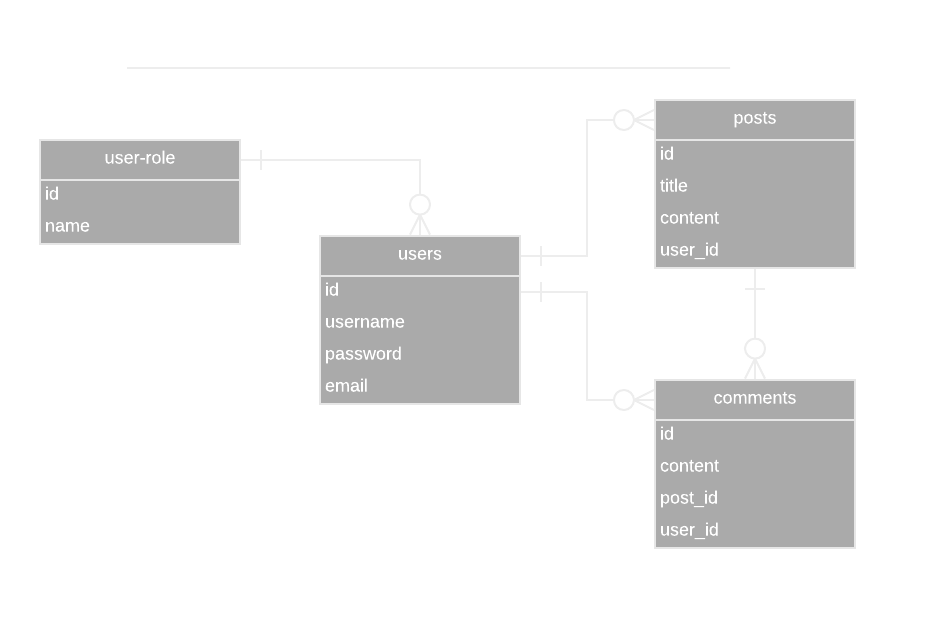 user-role
id
name
users
id
username
password
email
posts
id
title
content
user_id
comments
id
content
post_id
user_id